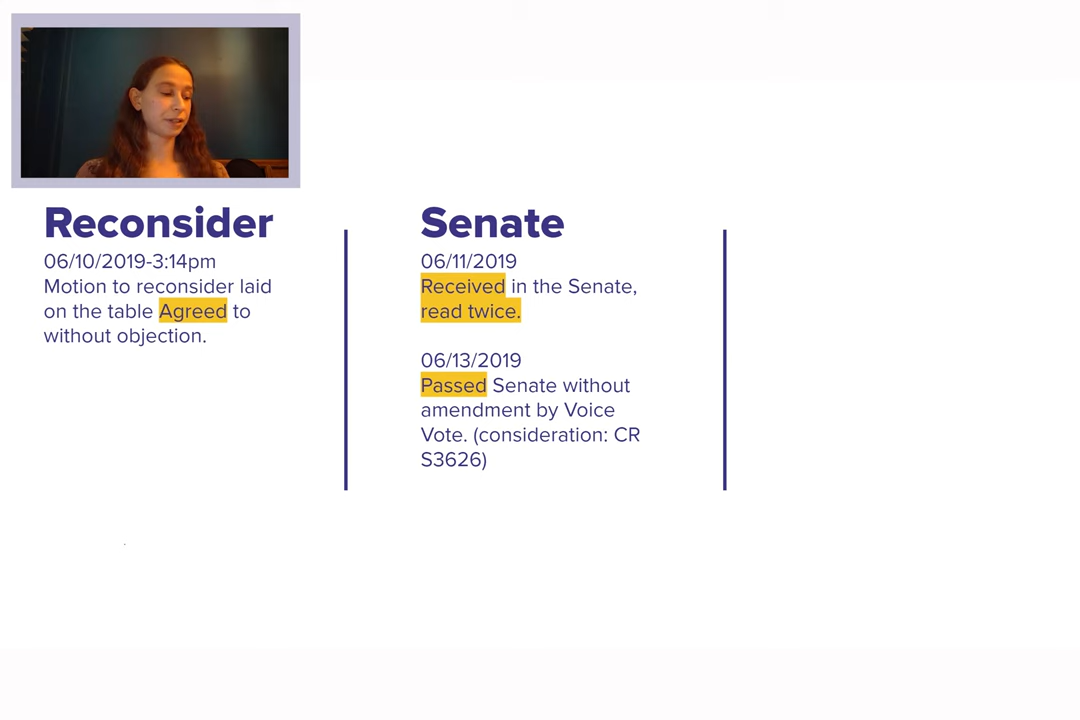 Reconsider
06/10/2019-3:14pm
Motion to reconsider laid
on the table Agreed to
without objection.
Senate
06/11/2019
Received in the Senate,
read twice.
06/13/2019
Passed Senate without
amendment by Voice
Vote. (consideration: CR
S3626)